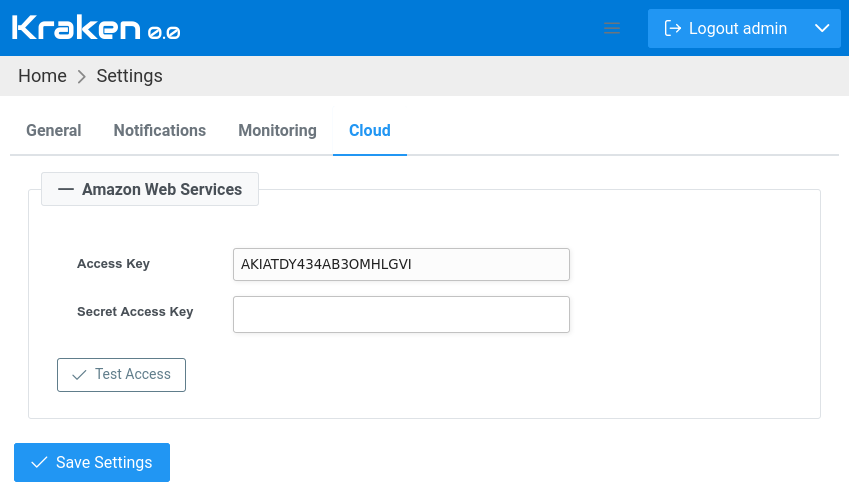 Kraken 0.0
Logout admin
Home > Settings
General Notifications Monitoring Cloud
Amazon Web Services
Access Key AKIATDY434AB3OMHLGVI
Secret Access Key
Test Access
Save Settings